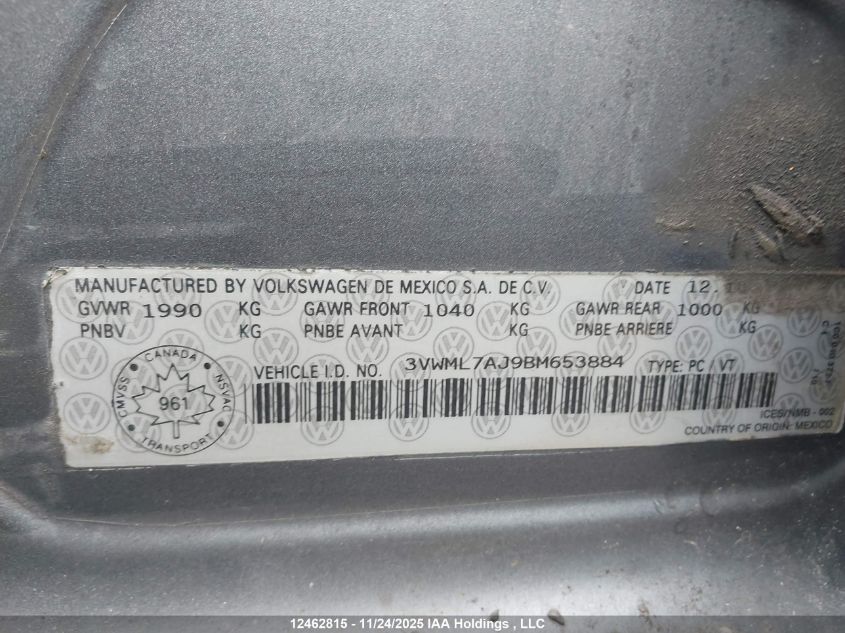 MANUFACTURED BY VOLKSWAGEN DE MEXICO S.A. DE C.V. DATE 12.10
GVWR 1990 KG GAWR FRONT 1040 KG GAWR REAR 1000 KG
PNBV KG PNBE AVANT KG PNBE ARRIERE KG
VEHICLE I.D. NO. 3VWML7AJ9BM653884 TYPE: PC / VT
CANADA
CMVSS 961 NSVAC
TRANSPORT
ICES/NMB - 002
COUNTRY OF ORIGIN: MEXICO
12462815 - 11/24/2025 IAA Holdings, LLC